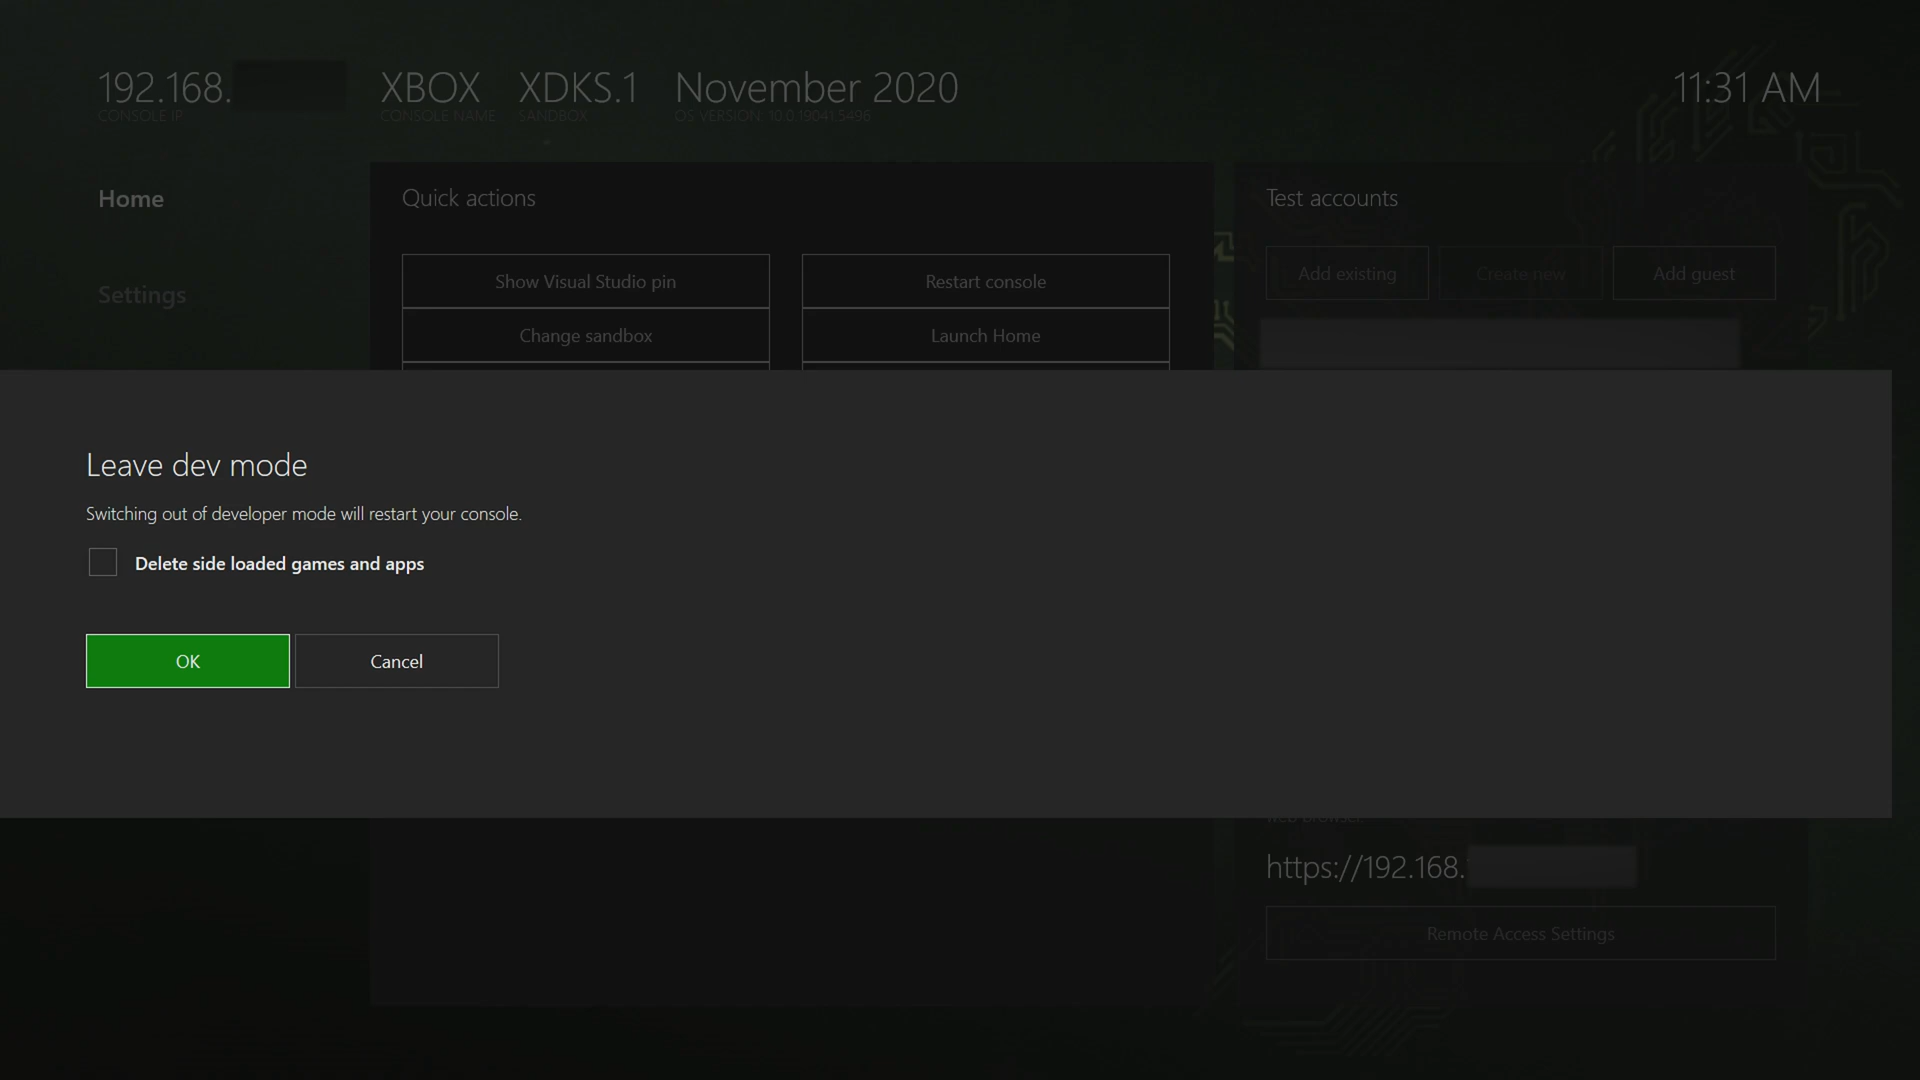 192.168.
CONSOLE IP
XBOX
CONSOLE NAME
XDKS.1
SANDBOX
November 2020
OS VERSION 10.0.19041.5496
11:31 AM
Home
Settings
Quick actions
Show Visual Studio pin
Restart console
Change sandbox
Launch Home
Test accounts
Add existing
Create new
Add guest
Leave dev mode
Switching out of developer mode will restart your console.
Delete side loaded games and apps
OK
Cancel
https://192.168.
Remote Access Settings